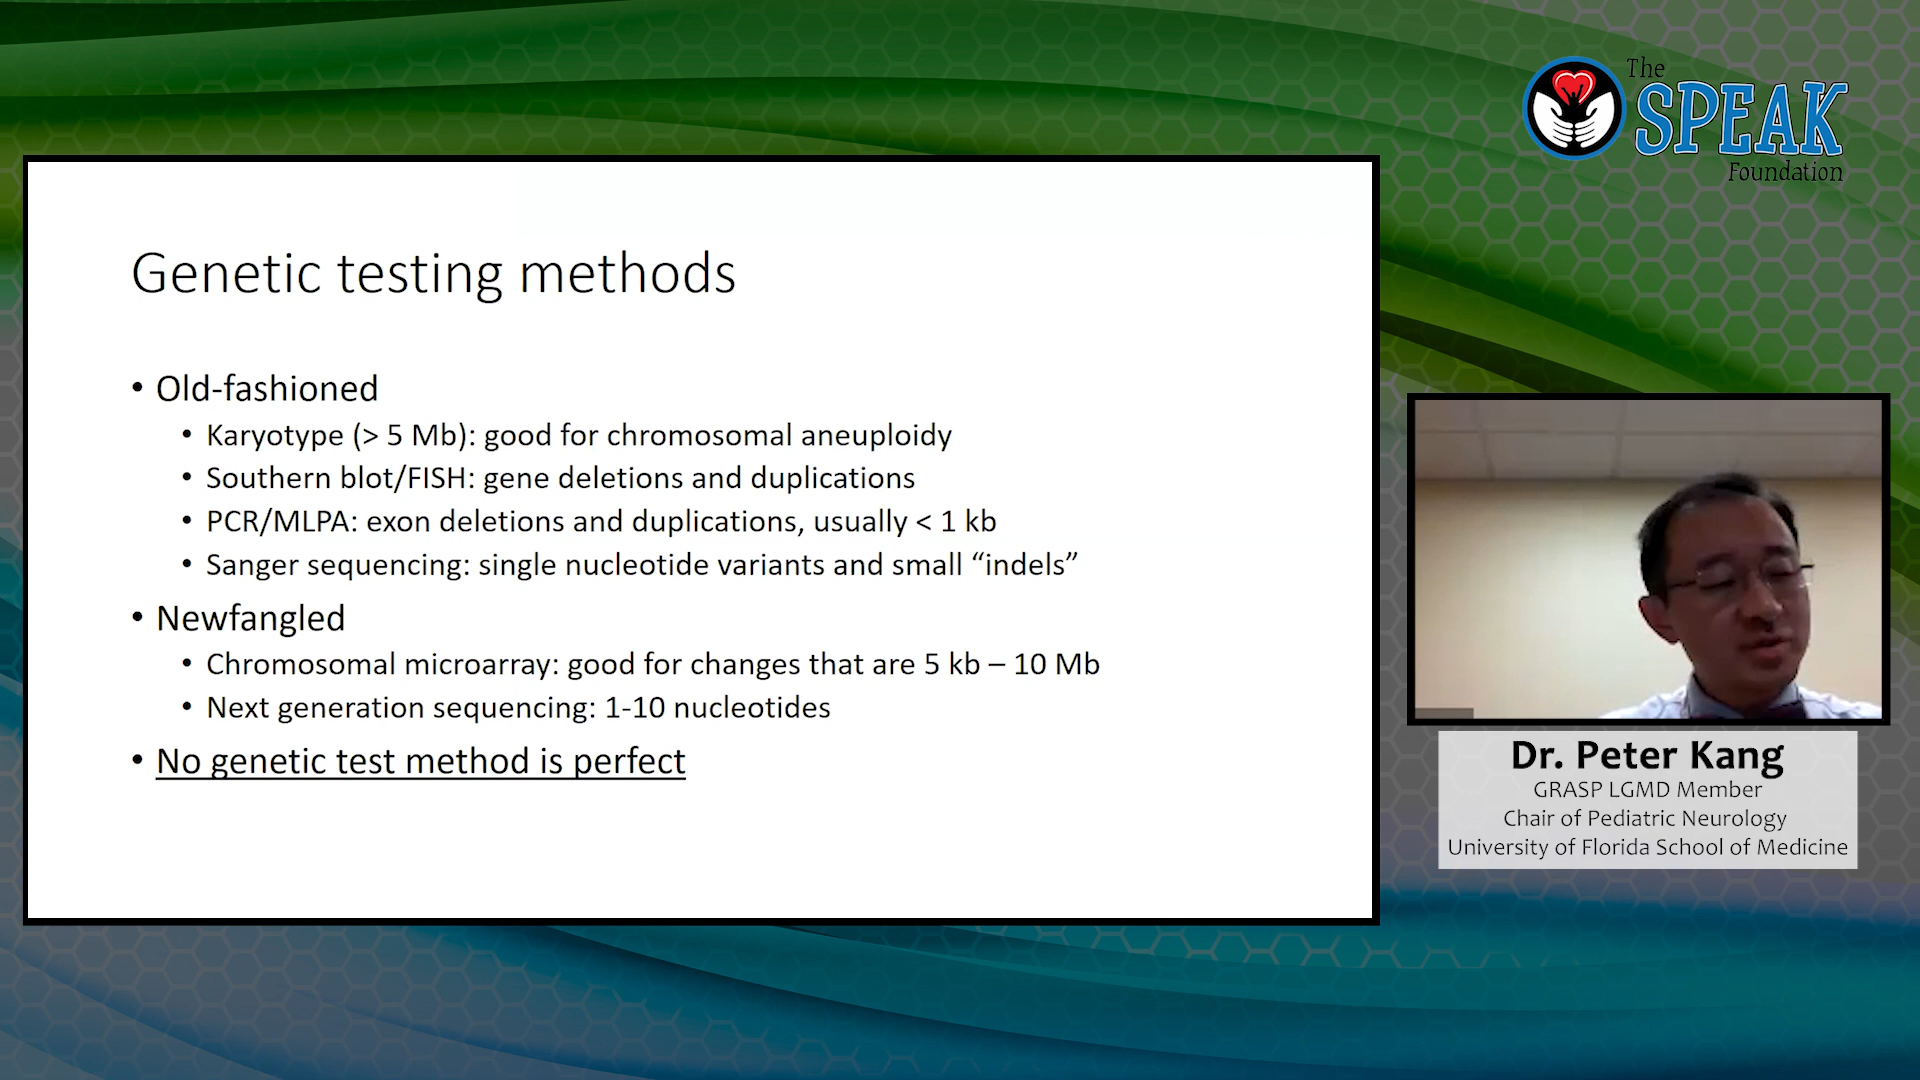 The
SPEAK
Foundation
Genetic testing methods
• Old-fashioned
• Karyotype (> 5 Mb): good for chromosomal aneuploidy
• Southern blot/FISH: gene deletions and duplications
• PCR/MLPA: exon deletions and duplications, usually < 1 kb
• Sanger sequencing: single nucleotide variants and small “indels”
• Newfangled
• Chromosomal microarray: good for changes that are 5 kb – 10 Mb
• Next generation sequencing: 1-10 nucleotides
• No genetic test method is perfect
Dr. Peter Kang
GRASP LGMD Member
Chair of Pediatric Neurology
University of Florida School of Medicine